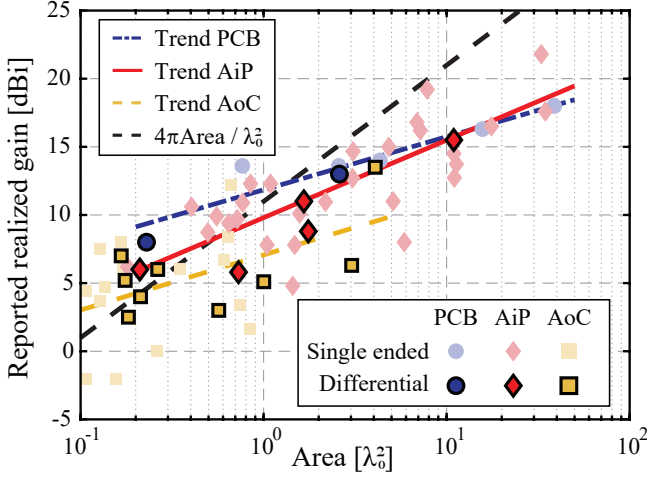 25
20
15
10
5
0
-5
Reported realized gain [dBi]
Trend PCB
Trend AiP
Trend AoC
4πArea / λ₀²
PCB AiP AoC
Single ended
Differential
10⁻¹ 10⁰ 10¹ 10²
Area [λ₀²]